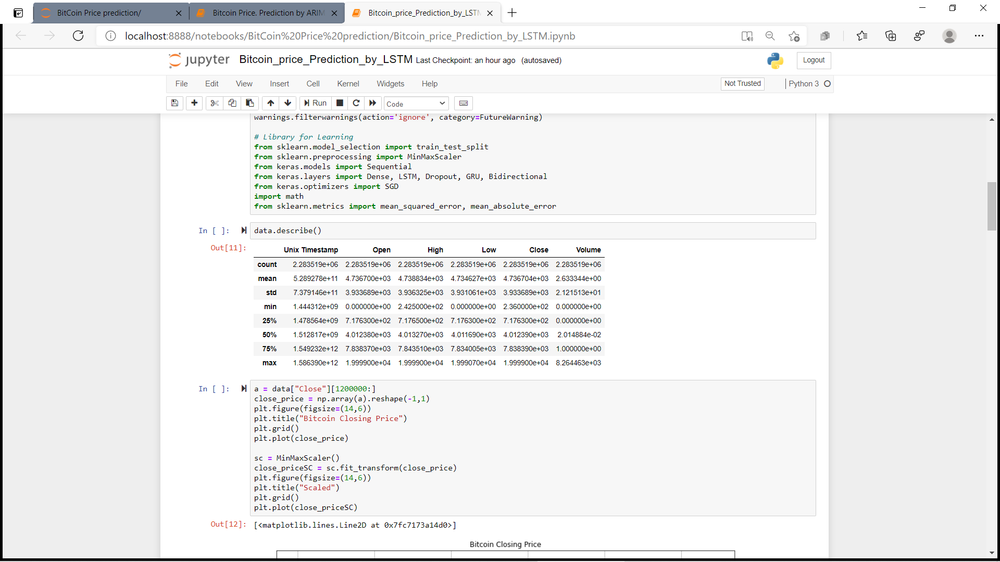 BitCoin Price prediction/
Bitcoin Price. Prediction by ARIM
Bitcoin_price_Prediction_by_LSTN
localhost:8888/notebooks/BitCoin%20Price%20prediction/Bitcoin_price_Prediction_by_LSTM.ipynb
jupyter Bitcoin_price_Prediction_by_LSTM Last Checkpoint: an hour ago (autosaved)
Logout
File Edit View Insert Cell Kernel Widgets Help
Not Trusted
Python 3
Run
Code
warnings.filterwarnings(action='ignore', category=FutureWarning)
# Library for Learning
from sklearn.model_selection import train_test_split
from sklearn.preprocessing import MinMaxScaler
from keras.models import Sequential
from keras.layers import Dense, LSTM, Dropout, GRU, Bidirectional
from keras.optimizers import SGD
import math
from sklearn.metrics import mean_squared_error, mean_absolute_error
In [ ]: data.describe()
Out[11]:
Unix Timestamp Open High Low Close Volume
count 2.283519e+06 2.283519e+06 2.283519e+06 2.283519e+06 2.283519e+06 2.283519e+06
mean 5.289278e+11 4.736700e+03 4.738834e+03 4.734627e+03 4.736704e+03 2.633344e+00
std 7.379146e+11 3.933689e+03 3.936325e+03 3.931061e+03 3.933689e+03 2.121513e+01
min 1.444312e+09 0.000000e+00 2.425000e+02 0.000000e+00 2.360000e+02 0.000000e+00
25% 1.478564e+09 7.176300e+02 7.176500e+02 7.176300e+02 7.176300e+02 0.000000e+00
50% 1.512817e+09 4.012380e+03 4.013270e+03 4.011690e+03 4.012390e+03 2.014884e-02
75% 1.549232e+12 7.838370e+03 7.843510e+03 7.834005e+03 7.838390e+03 1.000000e+00
max 1.586390e+12 1.999900e+04 1.999900e+04 1.999070e+04 1.999900e+04 8.264463e+03
In [ ]: a = data["Close"][1200000:]
close_price = np.array(a).reshape(-1,1)
plt.figure(figsize=(14,6))
plt.title("Bitcoin Closing Price")
plt.grid()
plt.plot(close_price)
sc = MinMaxScaler()
close_priceSC = sc.fit_transform(close_price)
plt.figure(figsize=(14,6))
plt.title("Scaled")
plt.grid()
plt.plot(close_priceSC)
Out[12]: [<matplotlib.lines.Line2D at 0x7fc7173a14d0>]
Bitcoin Closing Price